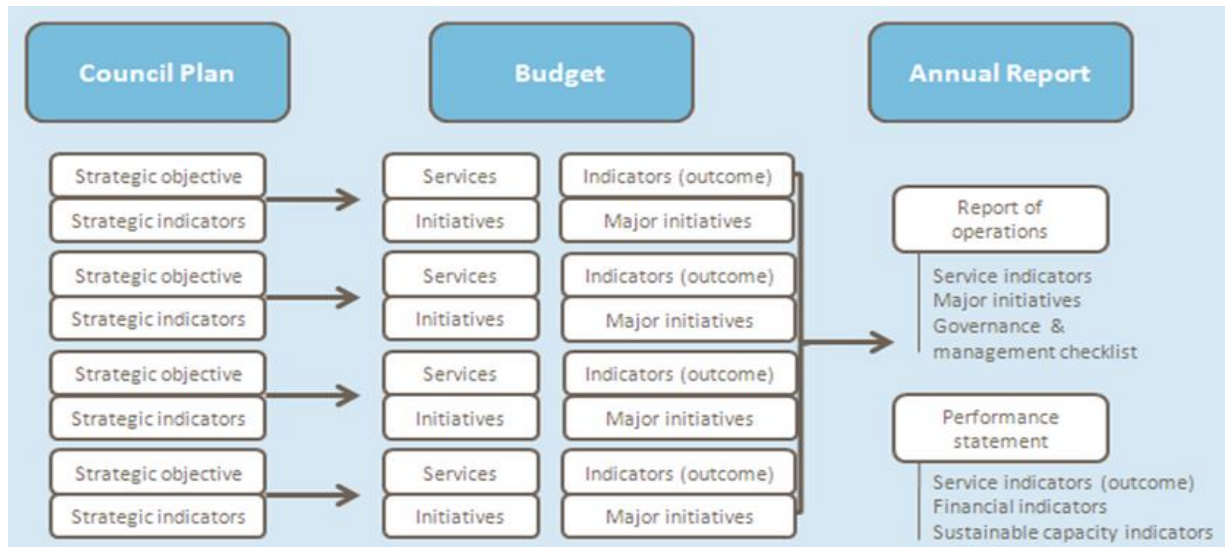 Council Plan
Budget
Annual Report
Strategic objective
Strategic indicators
Strategic objective
Strategic indicators
Strategic objective
Strategic indicators
Strategic objective
Strategic indicators
Services
Initiatives
Services
Initiatives
Services
Initiatives
Services
Initiatives
Indicators (outcome)
Major initiatives
Indicators (outcome)
Major initiatives
Indicators (outcome)
Major initiatives
Indicators (outcome)
Major initiatives
Report of
operations
Service indicators
Major initiatives
Governance &
management checklist
Performance
statement
Service indicators (outcome)
Financial indicators
Sustainable capacity indicators